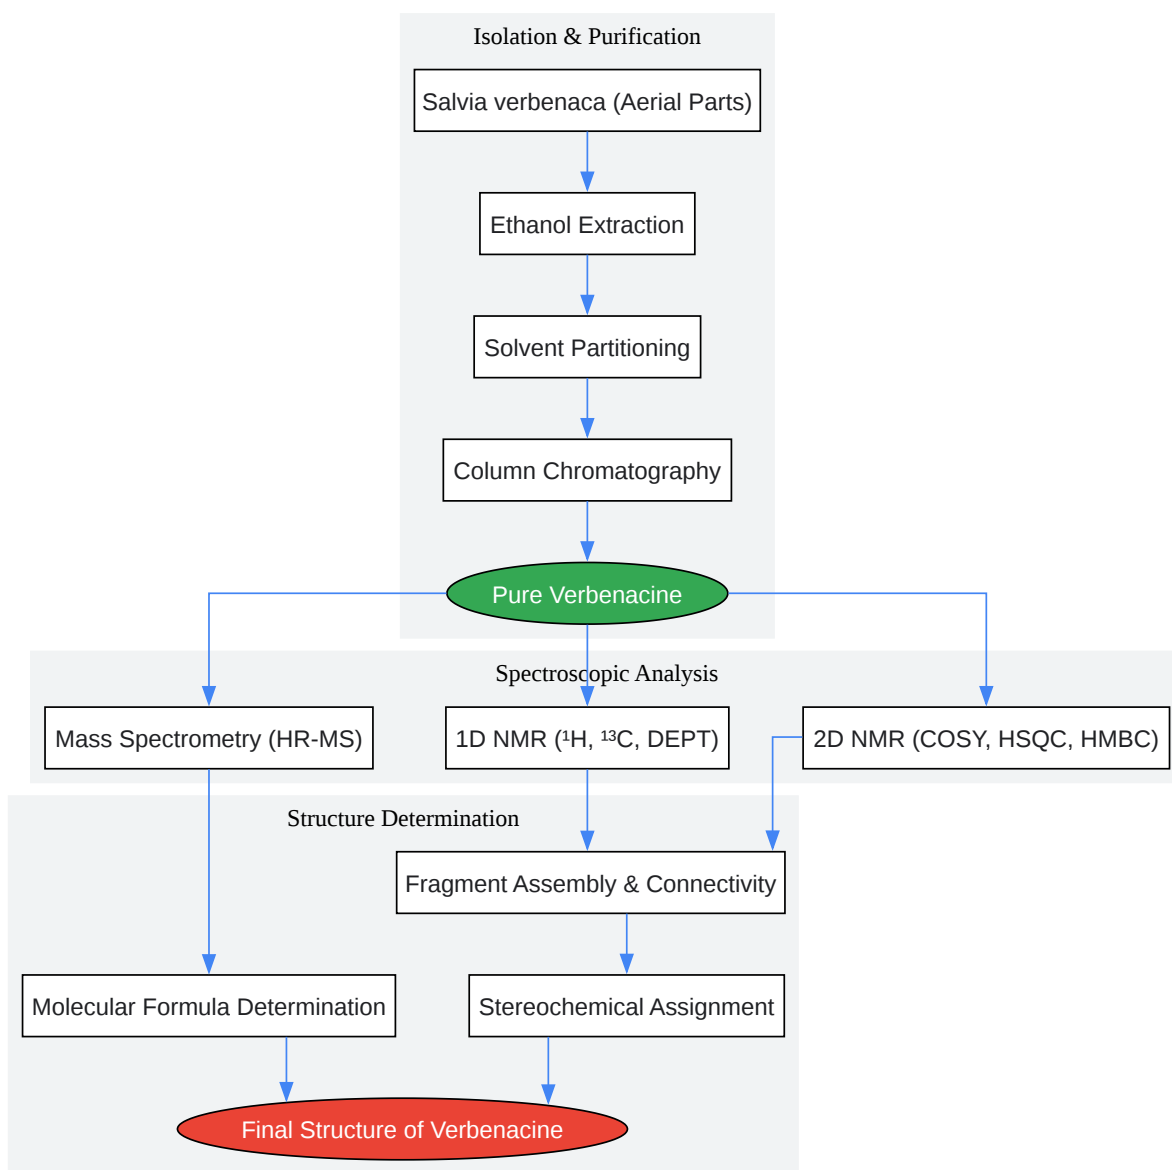 Isolation & Purification
Salvia verbenaca (Aerial Parts)
Ethanol Extraction
Solvent Partitioning
Column Chromatography
Pure Verbenacine
Spectroscopic Analysis
Mass Spectrometry (HR-MS)
1D NMR (¹H, ¹³C, DEPT)
2D NMR (COSY, HSQC, HMBC)
Structure Determination
Fragment Assembly & Connectivity
Molecular Formula Determination
Stereochemical Assignment
Final Structure of Verbenacine